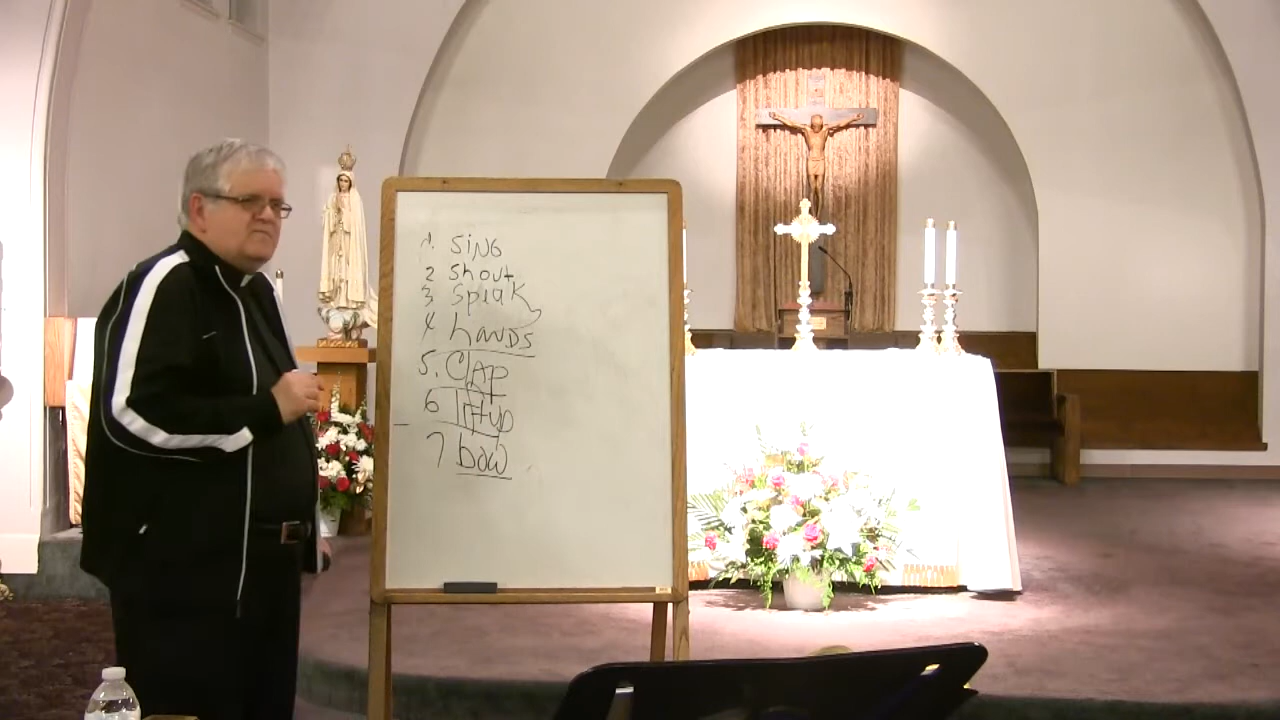 1. SING
2 Shout
3 Speak
4 hands
5. Clap
6 lift up
7 bow